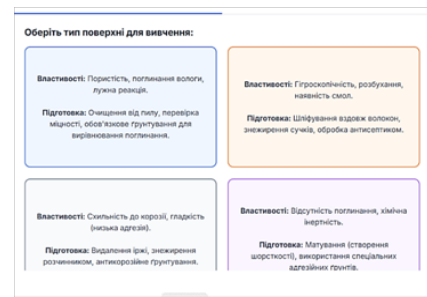 Оберіть тип поверхні для вивчення:
Властивості: Пористість, поглинання вологи,
лужна реакція.
Підготовка: Очищення від пилу, перевірка
міцності, обов'язкове ґрунтування для
вирівнювання поглинання.
Властивості: Гігроскопічність, розбухання,
наявність смол.
Підготовка: Шліфування вздовж волокон,
знежирення сучків, обробка антисептиком.
Властивості: Схильність до корозії, гладкість
(низька адгезія).
Підготовка: Видалення іржі, знежирення
розчинником, антикорозійне ґрунтування.
Властивості: Відсутність поглинання, хімічна
інертність.
Підготовка: Матування (створення
шорсткості), використання спеціальних
адгезійних ґрунтів.